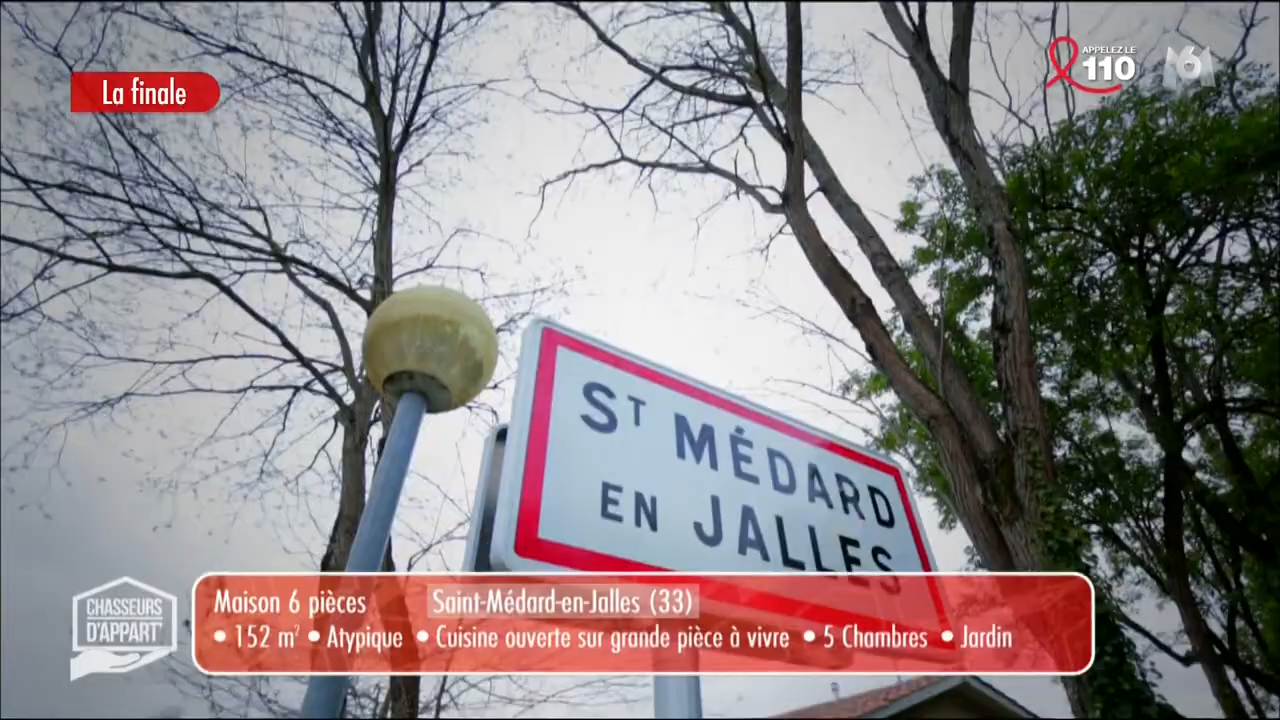 La finale
APPELEZ LE
110
M6
ST MÉDARD
EN JALLES
CHASSEURS
D'APPART'
Maison 6 pièces Saint-Médard-en-Jalles (33)
• 152 m² • Atypique • Cuisine ouverte sur grande pièce à vivre • 5 Chambres • Jardin